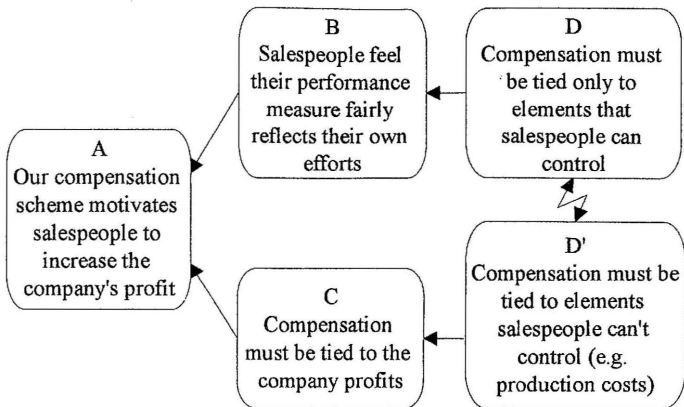 A
Our compensation
scheme motivates
salespeople to
increase the
company's profit
B
Salespeople feel
their performance
measure fairly
reflects their own
efforts
D
Compensation must
be tied only to
elements that
salespeople can
control
C
Compensation
must be tied to the
company profits
D'
Compensation must be
tied to elements
salespeople can't
control (e.g.
production costs)